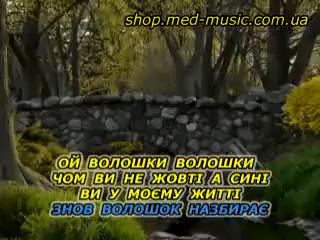 shop.med-music.com.ua
ОЙ ВОЛОШКИ ВОЛОШКИ
ЧОМ ВИ НЕ ЖОВТІ А СИНІ
ВИ У МОЄМУ ЖИТТІ
ЗНОВ ВОЛОШОК НАЗБИРАЄ